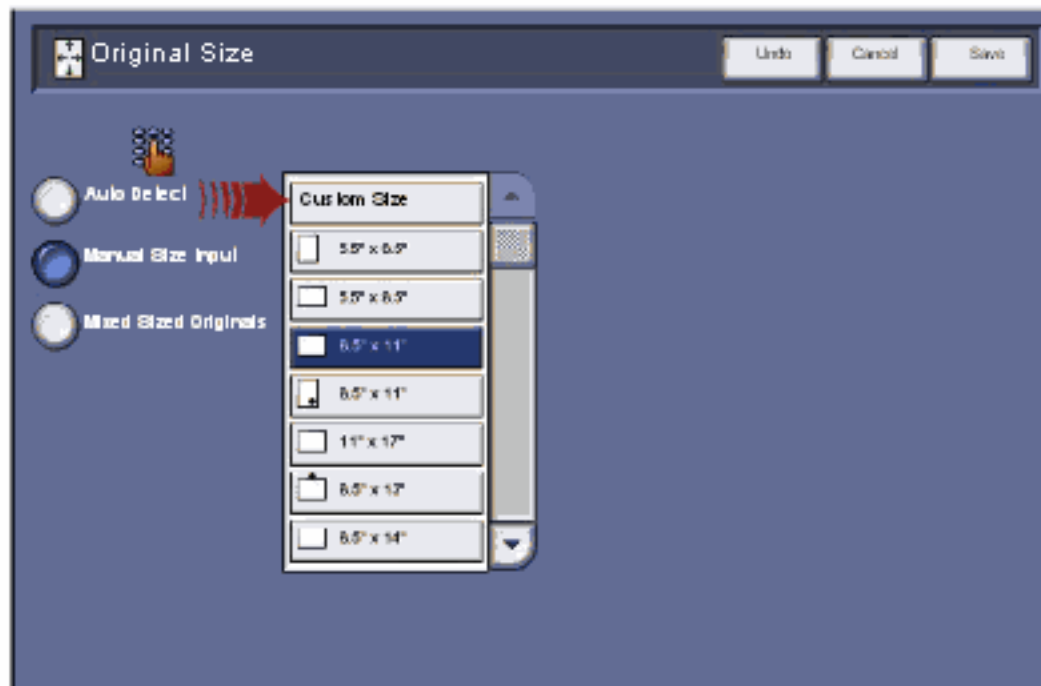 Original Size
Undo
Cancel
Save
Auto Detect
Manual Size Input
Mixed Sized Originals
Custom Size
5.5" x 8.5"
5.5" x 8.5"
8.5" x 11"
8.5" x 11"
11" x 17"
8.5" x 13"
8.5" x 14"